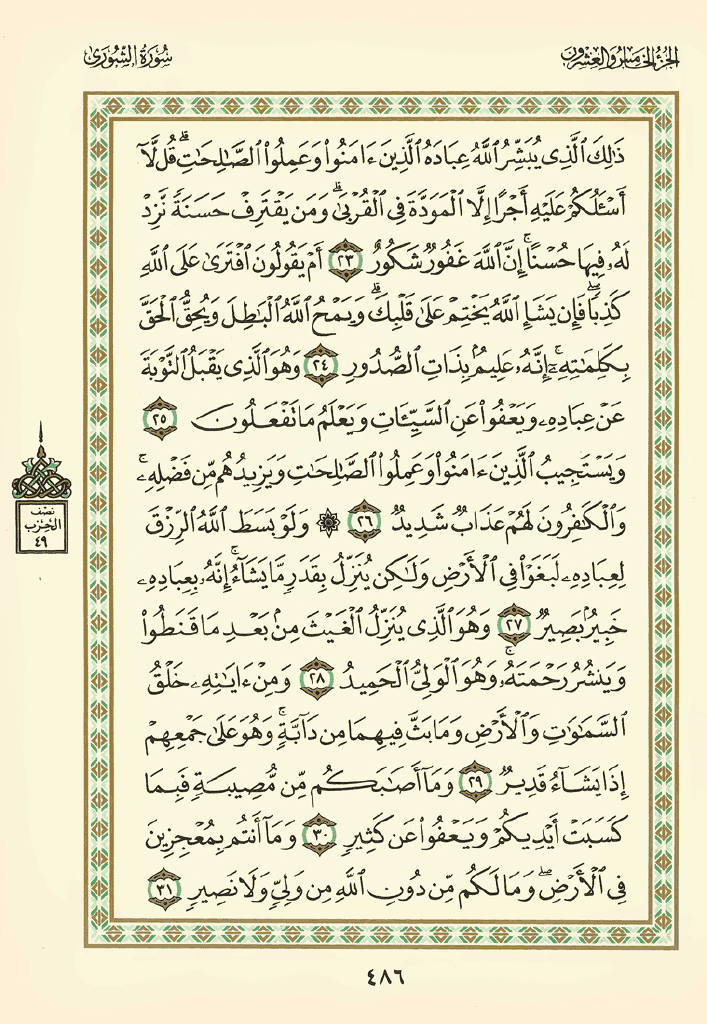 الجزء الخامس والعشرون
سورة الشورى
ذَٰلِكَ ٱلَّذِى يُبَشِّرُ ٱللَّهُ عِبَادَهُ ٱلَّذِينَ ءَامَنُوا۟ وَعَمِلُوا۟ ٱلصَّٰلِحَٰتِ ۗ قُل لَّآ
أَسْـَٔلُكُمْ عَلَيْهِ أَجْرًا إِلَّا ٱلْمَوَدَّةَ فِى ٱلْقُرْبَىٰ ۗ وَمَن يَقْتَرِفْ حَسَنَةً نَّزِدْ
لَهُۥ فِيهَا حُسْنًا ۚ إِنَّ ٱللَّهَ غَفُورٌ شَكُورٌ ٢٣ أَمْ يَقُولُونَ ٱفْتَرَىٰ عَلَى ٱللَّهِ
كَذِبًا ۖ فَإِن يَشَإِ ٱللَّهُ يَخْتِمْ عَلَىٰ قَلْبِكَ ۗ وَيَمْحُ ٱللَّهُ ٱلْبَٰطِلَ وَيُحِقُّ ٱلْحَقَّ
بِكَلِمَٰتِهِۦٓ ۚ إِنَّهُۥ عَلِيمٌۢ بِذَاتِ ٱلصُّدُورِ ٢٤ وَهُوَ ٱلَّذِى يَقْبَلُ ٱلتَّوْبَةَ
عَنْ عِبَادِهِۦ وَيَعْفُوا۟ عَنِ ٱلسَّيِّـَٔاتِ وَيَعْلَمُ مَا تَفْعَلُونَ ٢٥
وَيَسْتَجِيبُ ٱلَّذِينَ ءَامَنُوا۟ وَعَمِلُوا۟ ٱلصَّٰلِحَٰتِ وَيَزِيدُهُم مِّن فَضْلِهِۦ ۚ
وَٱلْكَٰفِرُونَ لَهُمْ عَذَابٌ شَدِيدٌ ٢٦ ۞ وَلَوْ بَسَطَ ٱللَّهُ ٱلرِّزْقَ
لِعِبَادِهِۦ لَبَغَوْا۟ فِى ٱلْأَرْضِ وَلَٰكِن يُنَزِّلُ بِقَدَرٍ مَّا يَشَآءُ ۚ إِنَّهُۥ بِعِبَادِهِۦ
خَبِيرٌۢ بَصِيرٌ ٢٧ وَهُوَ ٱلَّذِى يُنَزِّلُ ٱلْغَيْثَ مِنۢ بَعْدِ مَا قَنَطُوا۟
وَيَنشُرُ رَحْمَتَهُۥ ۚ وَهُوَ ٱلْوَلِىُّ ٱلْحَمِيدُ ٢٨ وَمِنْ ءَايَٰتِهِۦ خَلْقُ
ٱلسَّمَٰوَٰتِ وَٱلْأَرْضِ وَمَا بَثَّ فِيهِمَا مِن دَآبَّةٍ ۚ وَهُوَ عَلَىٰ جَمْعِهِمْ
إِذَا يَشَآءُ قَدِيرٌ ٢٩ وَمَآ أَصَٰبَكُم مِّن مُّصِيبَةٍ فَبِمَا
كَسَبَتْ أَيْدِيكُمْ وَيَعْفُوا۟ عَن كَثِيرٍ ٣٠ وَمَآ أَنتُم بِمُعْجِزِينَ
فِى ٱلْأَرْضِ ۖ وَمَا لَكُم مِّن دُونِ ٱللَّهِ مِن وَلِىٍّ وَلَا نَصِيرٍ ٣١
نصف
الحزب
٤٩
٤٨٦